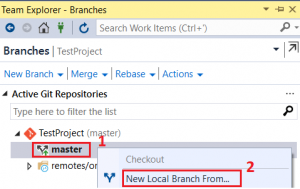 Team Explorer - Branches
Search Work Items (Ctrl+')
Branches | TestProject
New Branch | Merge | Rebase | Actions
Active Git Repositories
Type here to filter the list
TestProject (master)
master 1
Checkout
remotes/or
2
New Local Branch From...